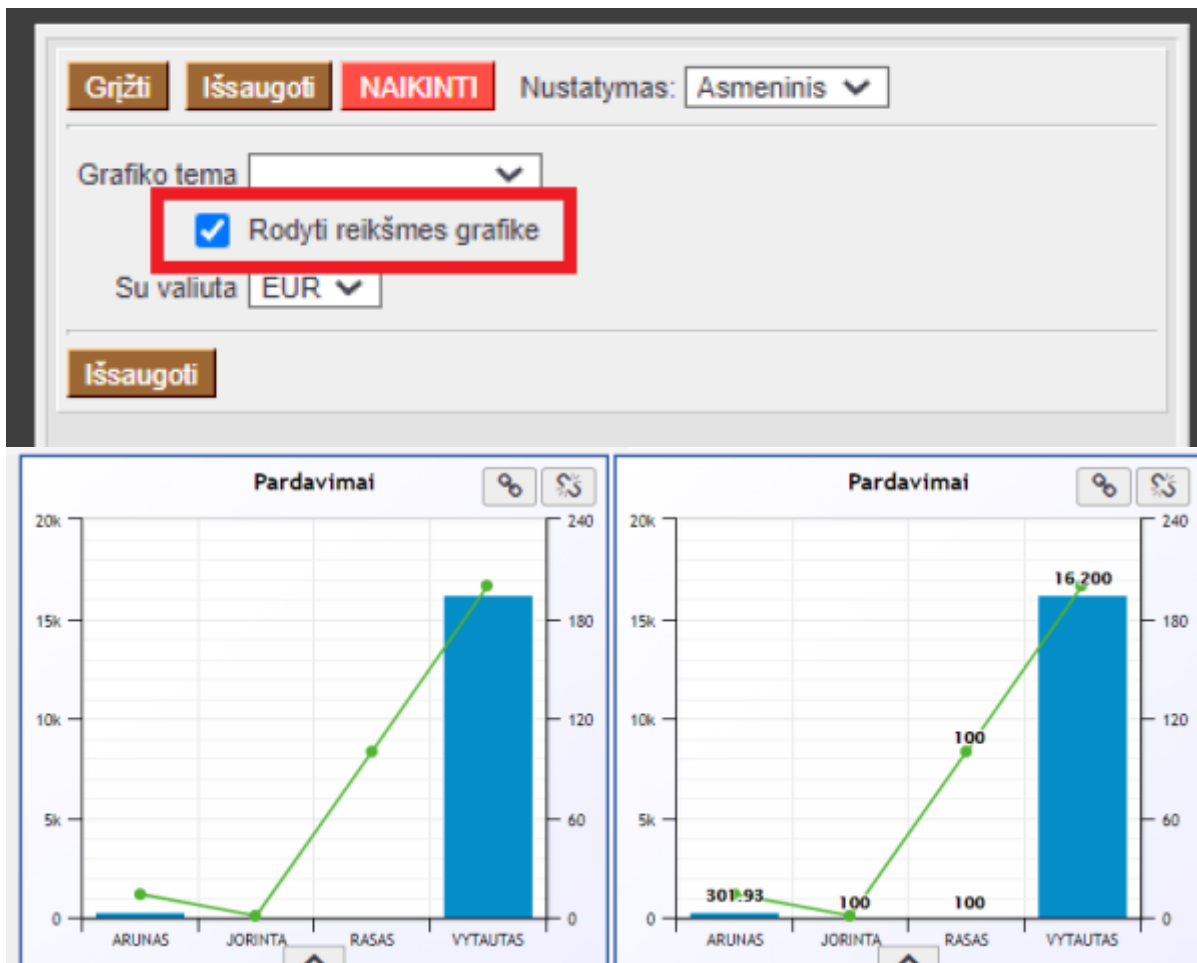 Grįžti Išsaugoti NAIKINTI Nustatymas: Asmeninis
Grafiko tema
Rodyti reikšmes grafike
Su valiuta EUR
Išsaugoti
Pardavimai
20k 240
15k 180
10k 120
5k 60
0 0
ARUNAS JORINTA RASAS VYTAUTAS
Pardavimai
20k 240
16,200
15k 180
10k 120
100
5k 60
301.93 100 100
0 0
ARUNAS JORINTA RASAS VYTAUTAS